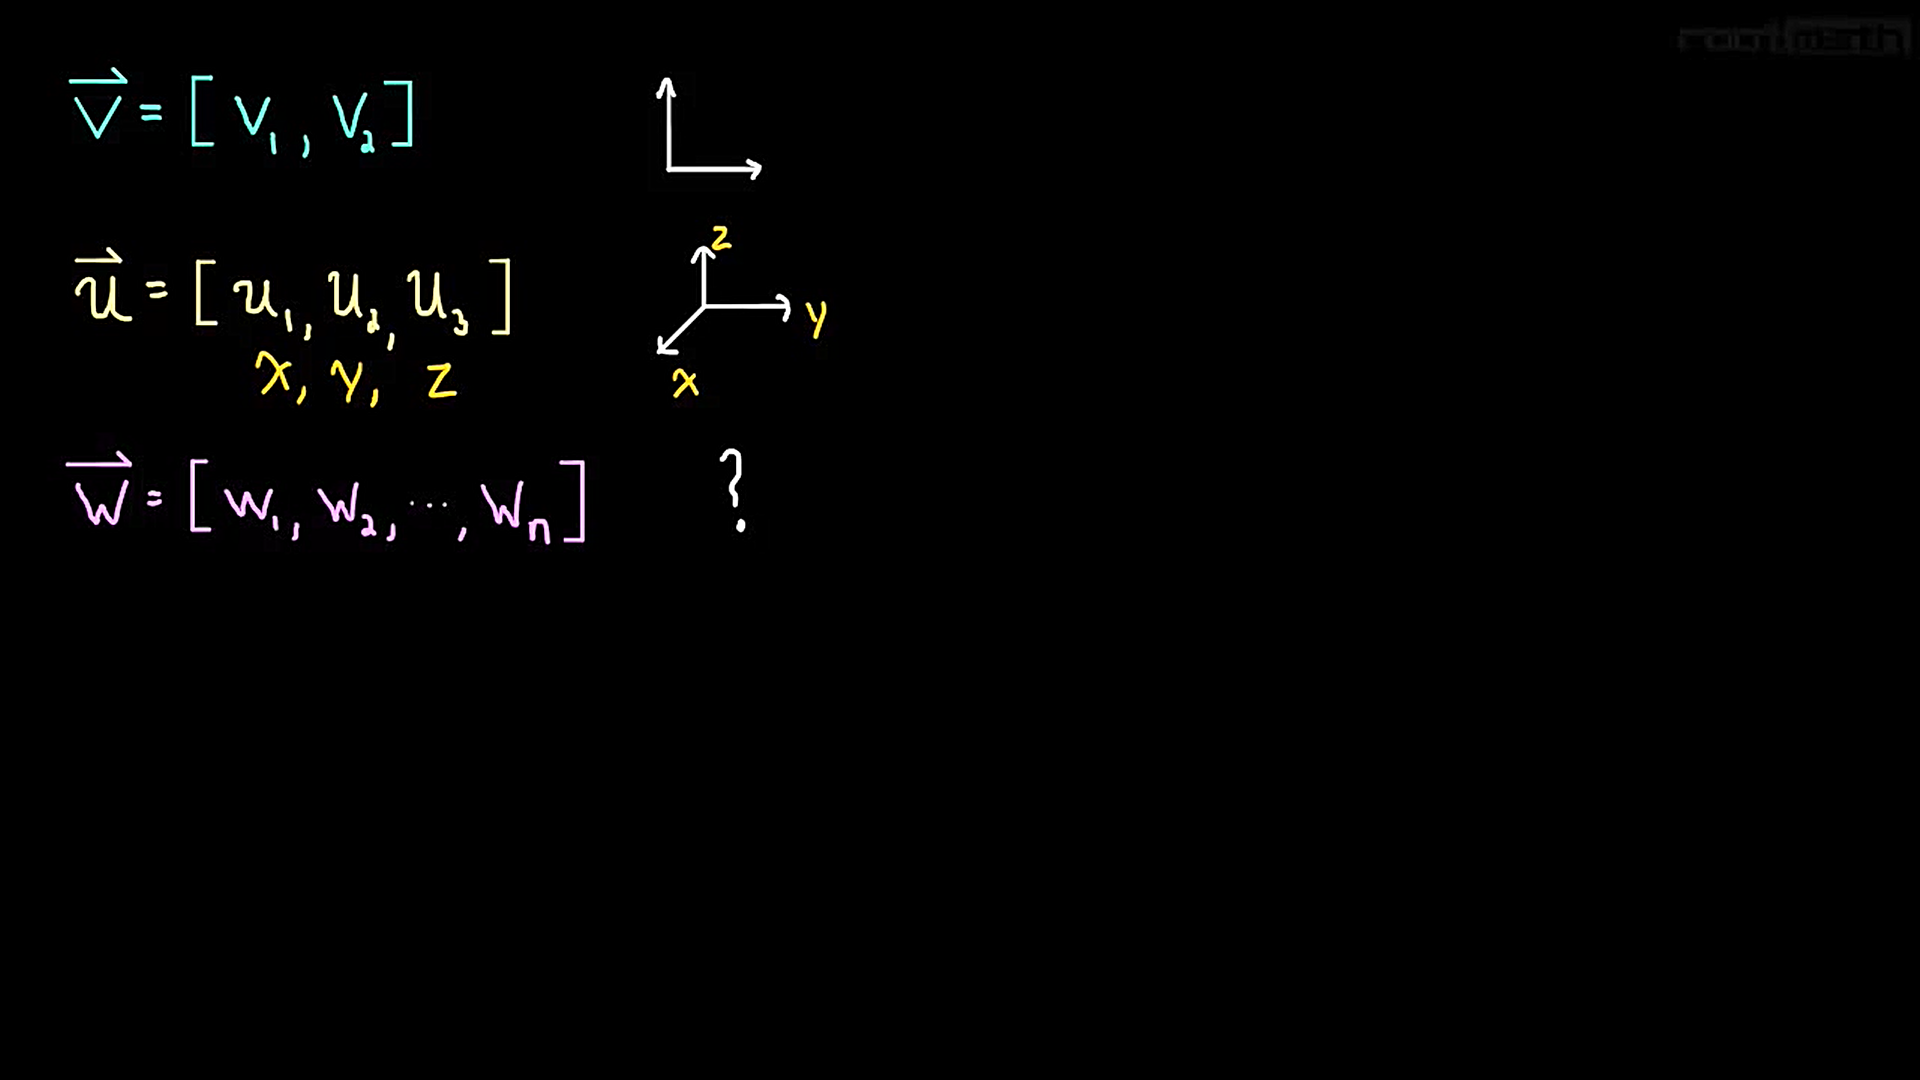 v⃗ = [ v₁ , v₂ ]
z
u⃗ = [ u₁, u₂, u₃ ]
y
x, y, z
x
w⃗ = [ w₁, w₂, ..., wₙ ]
?